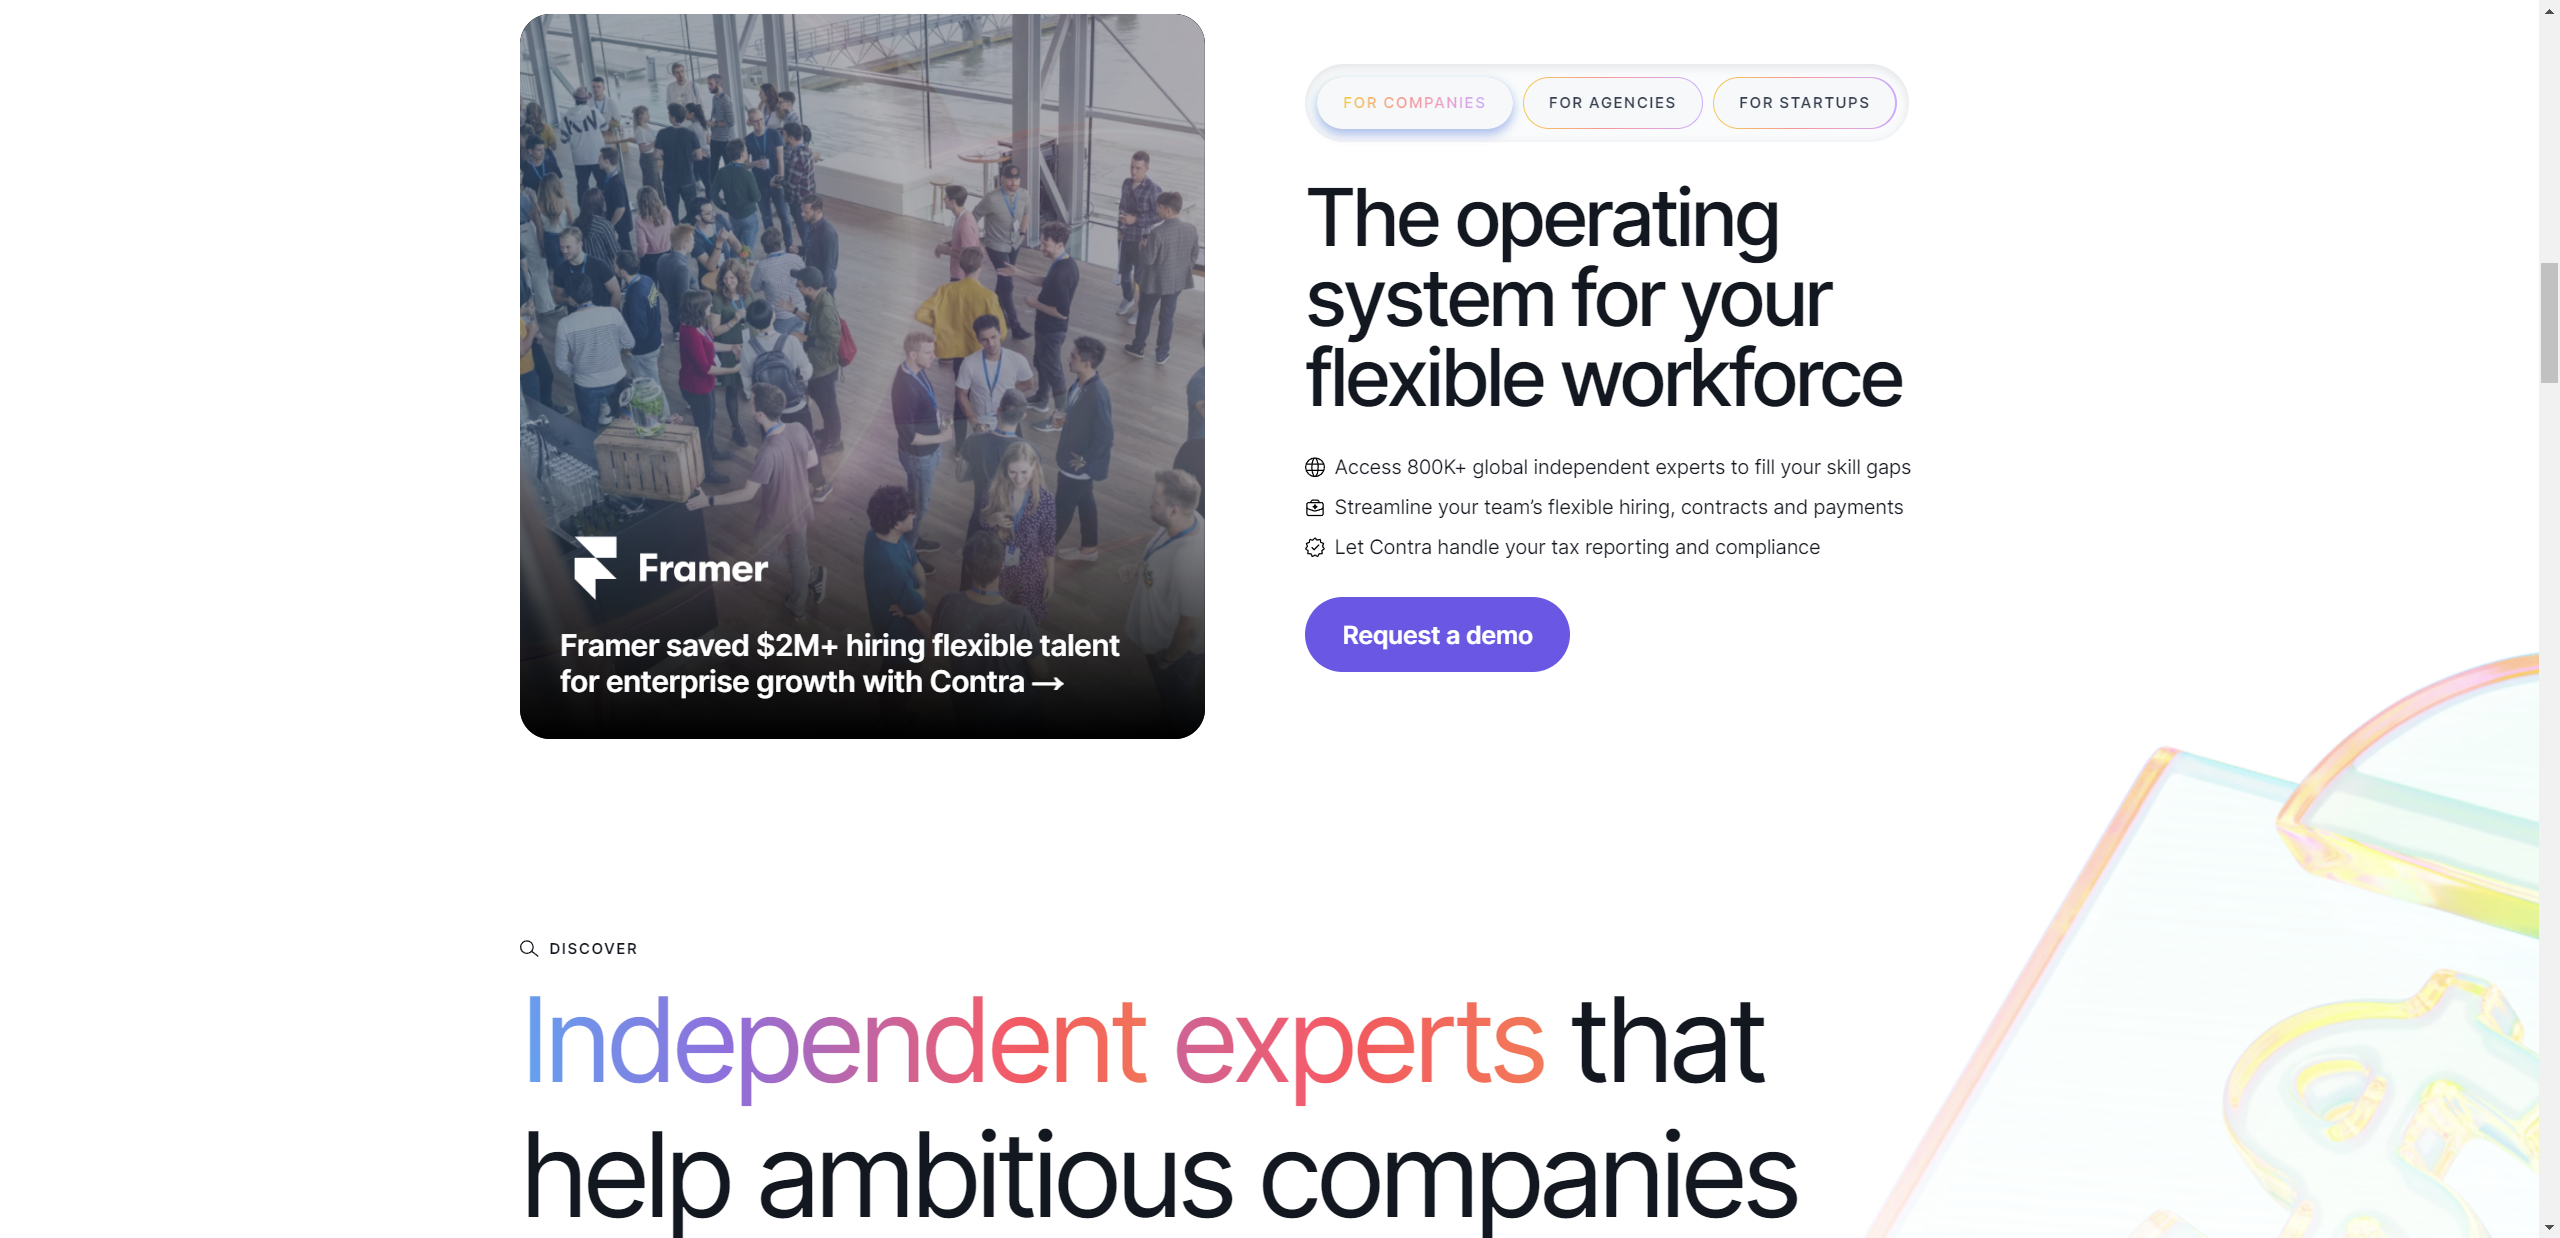 Framer
Framer saved $2M+ hiring flexible talent
for enterprise growth with Contra →
FOR COMPANIES
FOR AGENCIES
FOR STARTUPS
The operating
system for your
flexible workforce
Access 800K+ global independent experts to fill your skill gaps
Streamline your team’s flexible hiring, contracts and payments
Let Contra handle your tax reporting and compliance
Request a demo
DISCOVER
Independent experts that
help ambitious companies